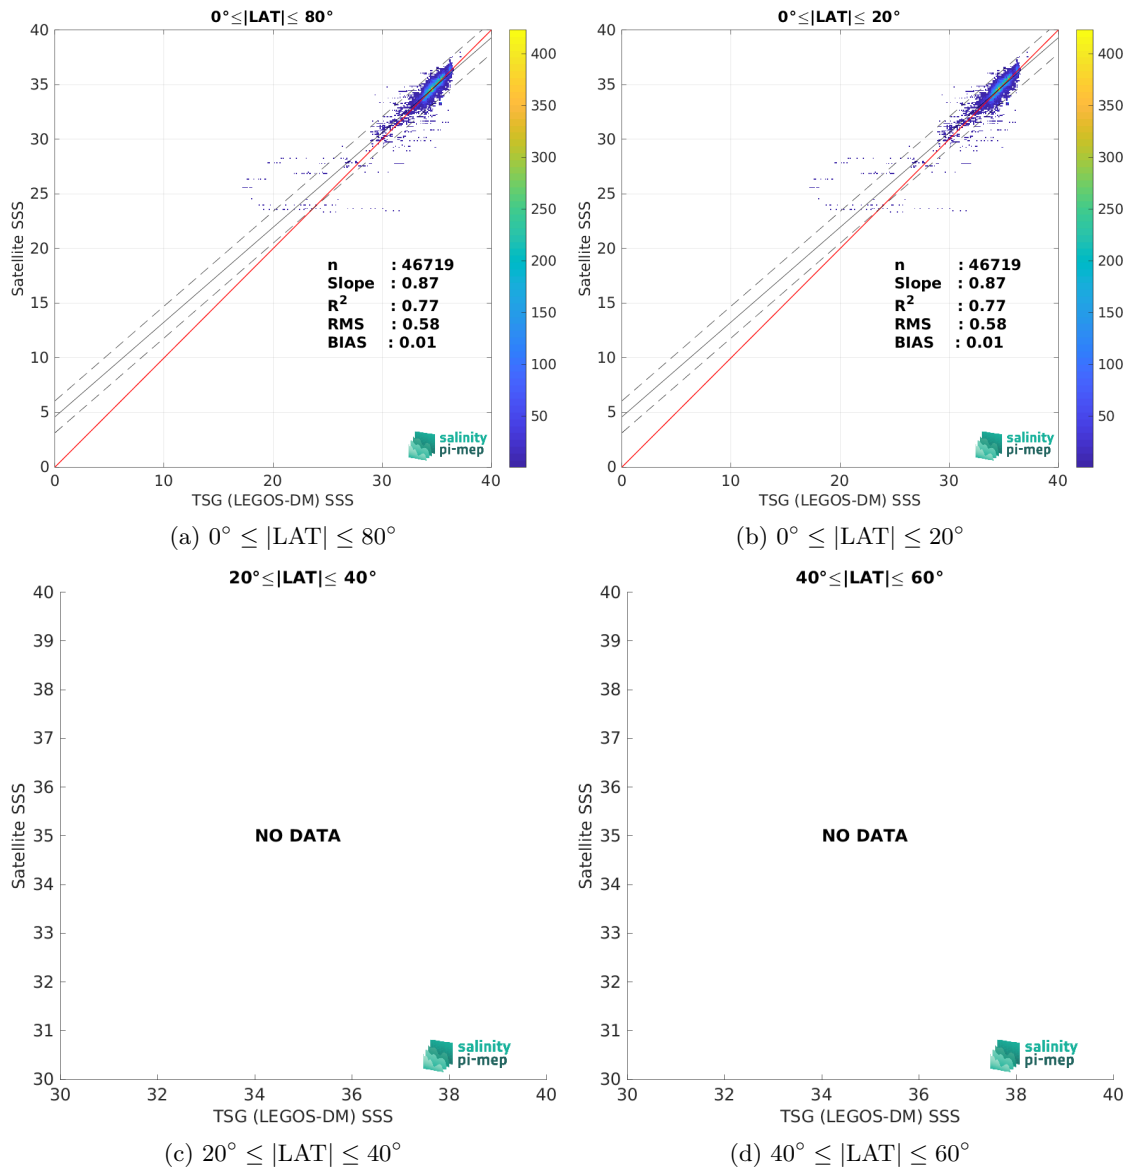 0°≤|LAT|≤ 80°
40
35
30
25
20
15
10
5
0
Satellite SSS
0
10
20
30
40
TSG (LEGOS-DM) SSS
n : 46719
Slope : 0.87
R² : 0.77
RMS : 0.58
BIAS : 0.01
salinity
pi-mep
400
350
300
250
200
150
100
50
(a) 0° ≤ |LAT| ≤ 80°
0°≤|LAT|≤ 20°
40
35
30
25
20
15
10
5
0
Satellite SSS
0
10
20
30
40
TSG (LEGOS-DM) SSS
n : 46719
Slope : 0.87
R² : 0.77
RMS : 0.58
BIAS : 0.01
salinity
pi-mep
400
350
300
250
200
150
100
50
(b) 0° ≤ |LAT| ≤ 20°
20°≤|LAT|≤ 40°
40
39
38
37
36
35
34
33
32
31
30
Satellite SSS
NO DATA
salinity
pi-mep
30
32
34
36
38
40
TSG (LEGOS-DM) SSS
(c) 20° ≤ |LAT| ≤ 40°
40°≤|LAT|≤ 60°
40
39
38
37
36
35
34
33
32
31
30
Satellite SSS
NO DATA
salinity
pi-mep
30
32
34
36
38
40
TSG (LEGOS-DM) SSS
(d) 40° ≤ |LAT| ≤ 60°